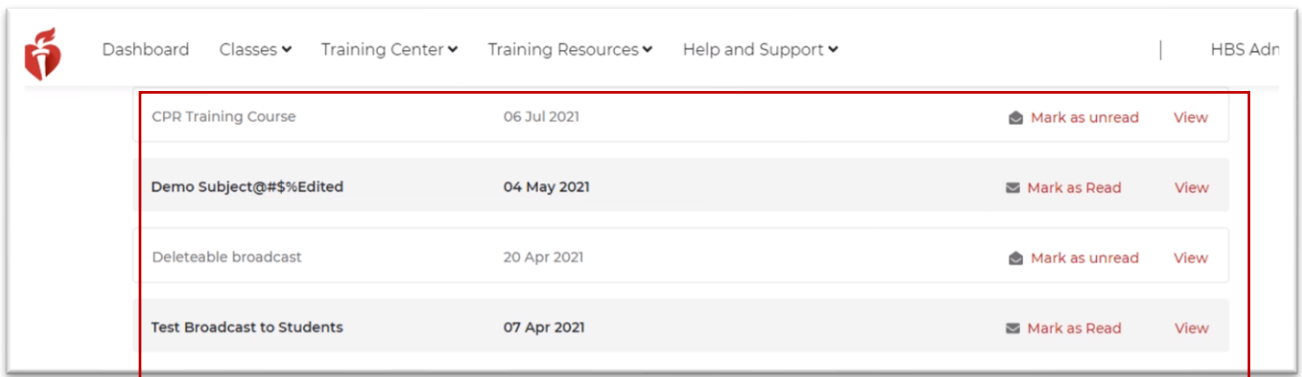 Dashboard Classes Training Center Training Resources Help and Support | HBS Adn
CPR Training Course 06 Jul 2021 Mark as unread View
Demo Subject@#$%Edited 04 May 2021 Mark as Read View
Deleteable broadcast 20 Apr 2021 Mark as unread View
Test Broadcast to Students 07 Apr 2021 Mark as Read View